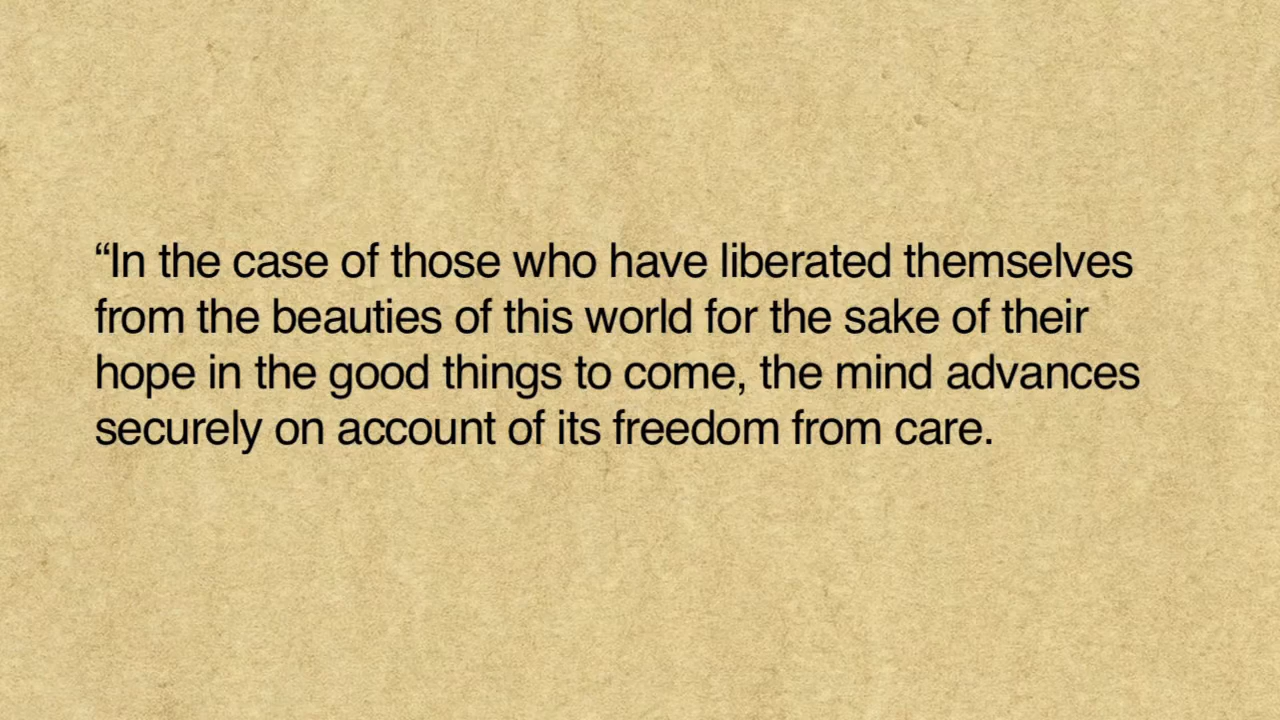 “In the case of those who have liberated themselves
from the beauties of this world for the sake of their
hope in the good things to come, the mind advances
securely on account of its freedom from care.